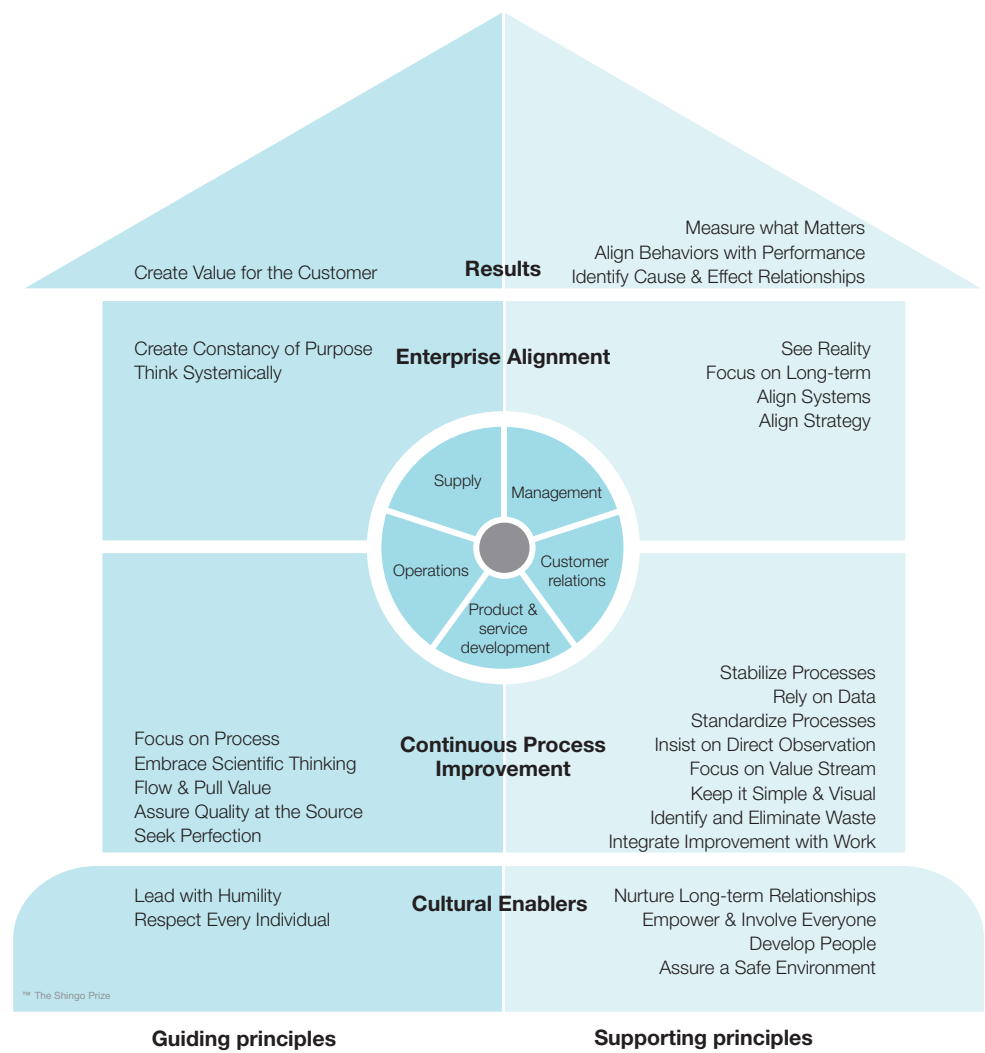 Create Value for the Customer
Results
Measure what Matters
Align Behaviors with Performance
Identify Cause & Effect Relationships
Create Constancy of Purpose
Think Systemically
Enterprise Alignment
See Reality
Focus on Long-term
Align Systems
Align Strategy
Supply
Management
Operations
Customer
relations
Product &
service
development
Focus on Process
Embrace Scientific Thinking
Flow & Pull Value
Assure Quality at the Source
Seek Perfection
Continuous Process
Improvement
Stabilize Processes
Rely on Data
Standardize Processes
Insist on Direct Observation
Focus on Value Stream
Keep it Simple & Visual
Identify and Eliminate Waste
Integrate Improvement with Work
Lead with Humility
Respect Every Individual
Cultural Enablers
Nurture Long-term Relationships
Empower & Involve Everyone
Develop People
Assure a Safe Environment
™ The Shingo Prize
Guiding principles
Supporting principles